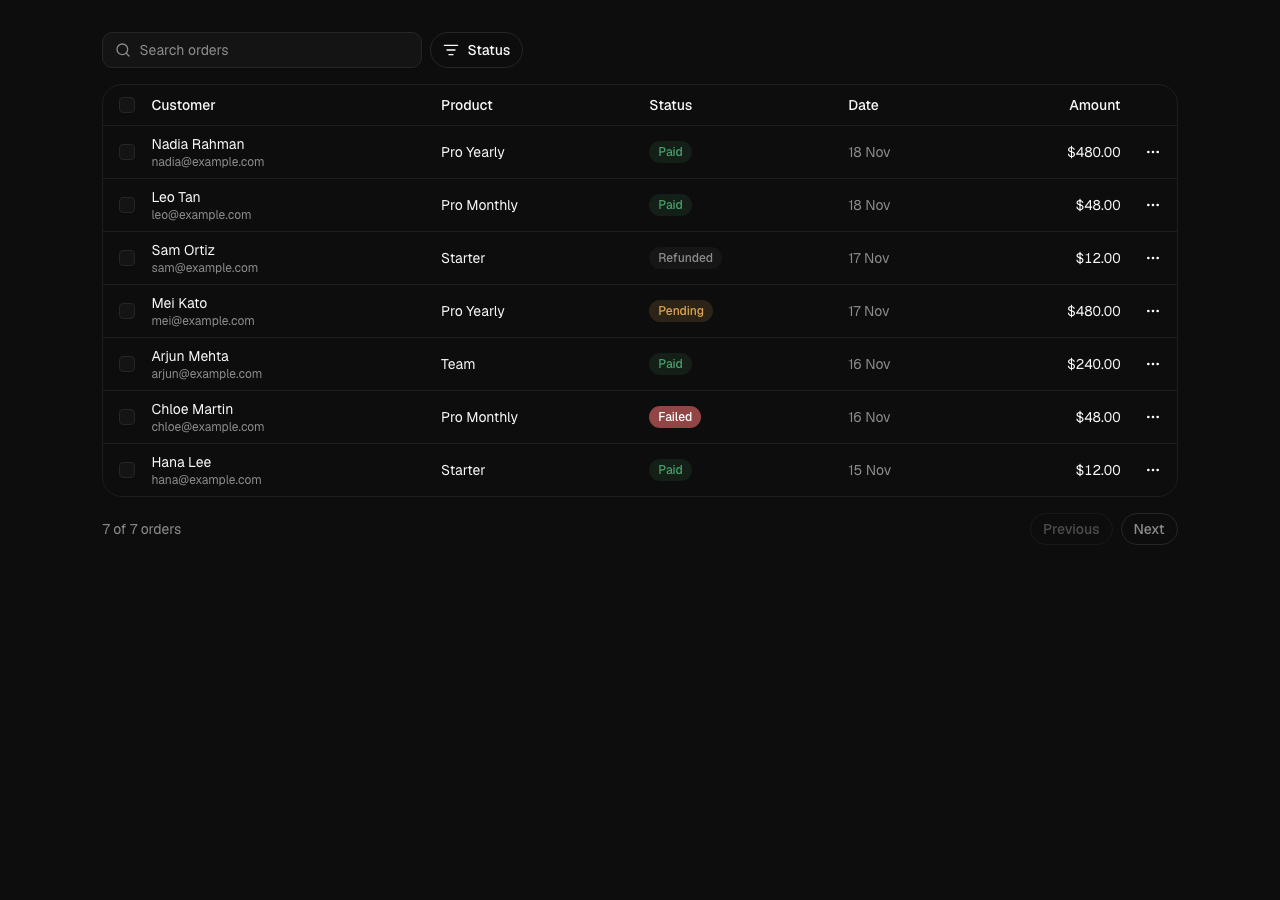 Search orders
Status
Customer Product Status Date Amount
Nadia Rahman
nadia@example.com
Pro Yearly Paid 18 Nov $480.00
Leo Tan
leo@example.com
Pro Monthly Paid 18 Nov $48.00
Sam Ortiz
sam@example.com
Starter Refunded 17 Nov $12.00
Mei Kato
mei@example.com
Pro Yearly Pending 17 Nov $480.00
Arjun Mehta
arjun@example.com
Team Paid 16 Nov $240.00
Chloe Martin
chloe@example.com
Pro Monthly Failed 16 Nov $48.00
Hana Lee
hana@example.com
Starter Paid 15 Nov $12.00
7 of 7 orders
Previous Next